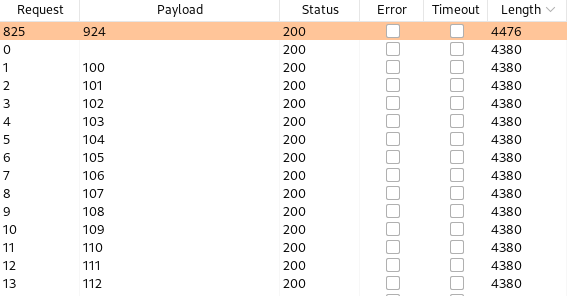 Request Payload Status Error Timeout Length
825 924 200 4476
0 200 4380
1 100 200 4380
2 101 200 4380
3 102 200 4380
4 103 200 4380
5 104 200 4380
6 105 200 4380
7 106 200 4380
8 107 200 4380
9 108 200 4380
10 109 200 4380
11 110 200 4380
12 111 200 4380
13 112 200 4380